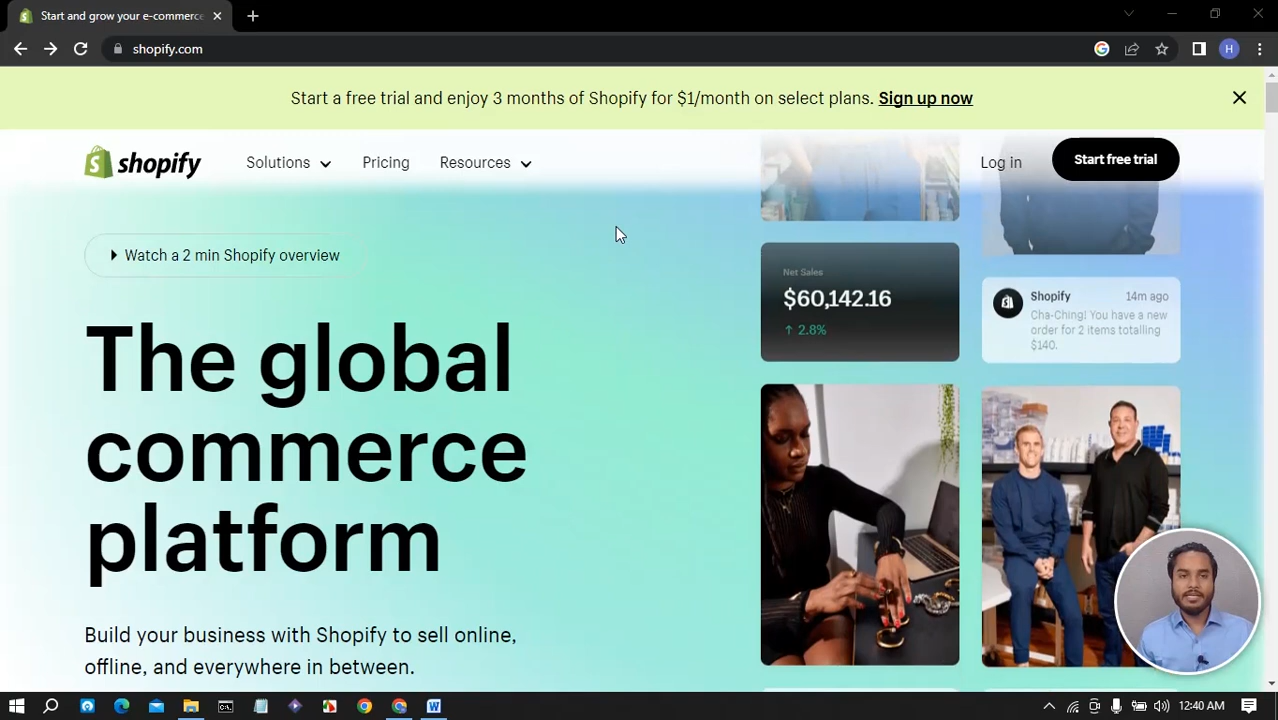 Start and grow your e-commerce
shopify.com
H
Start a free trial and enjoy 3 months of Shopify for $1/month on select plans. Sign up now
shopify
Solutions
Pricing
Resources
Log in
Start free trial
Watch a 2 min Shopify overview
The global
commerce
platform
Build your business with Shopify to sell online,
offline, and everywhere in between.
Net Sales
$60,142.16
↑ 2.8%
Shopify
14m ago
Cha-Ching! You have a new
order for 2 items totalling
$140.
12:40 AM